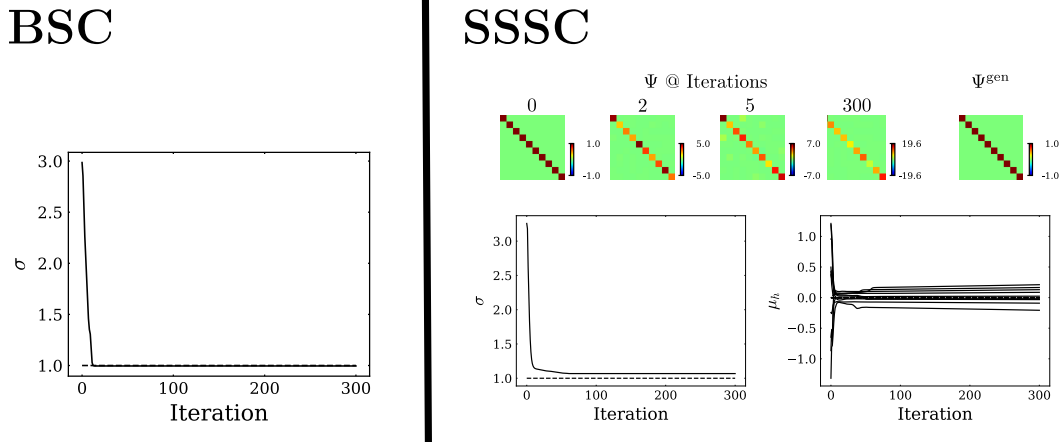 BSC
SSSC
Ψ @ Iterations
Ψ^gen
0 2 5 300
1.0 5.0 7.0 19.6 1.0
-1.0 -5.0 -7.0 -19.6 -1.0
3.0
2.5
2.0
1.5
1.0
σ
0 100 200 300
Iteration
3.0
2.5
2.0
1.5
1.0
σ
0 100 200 300
Iteration
1.0
0.5
0.0
−0.5
−1.0
μ_h
0 100 200 300
Iteration